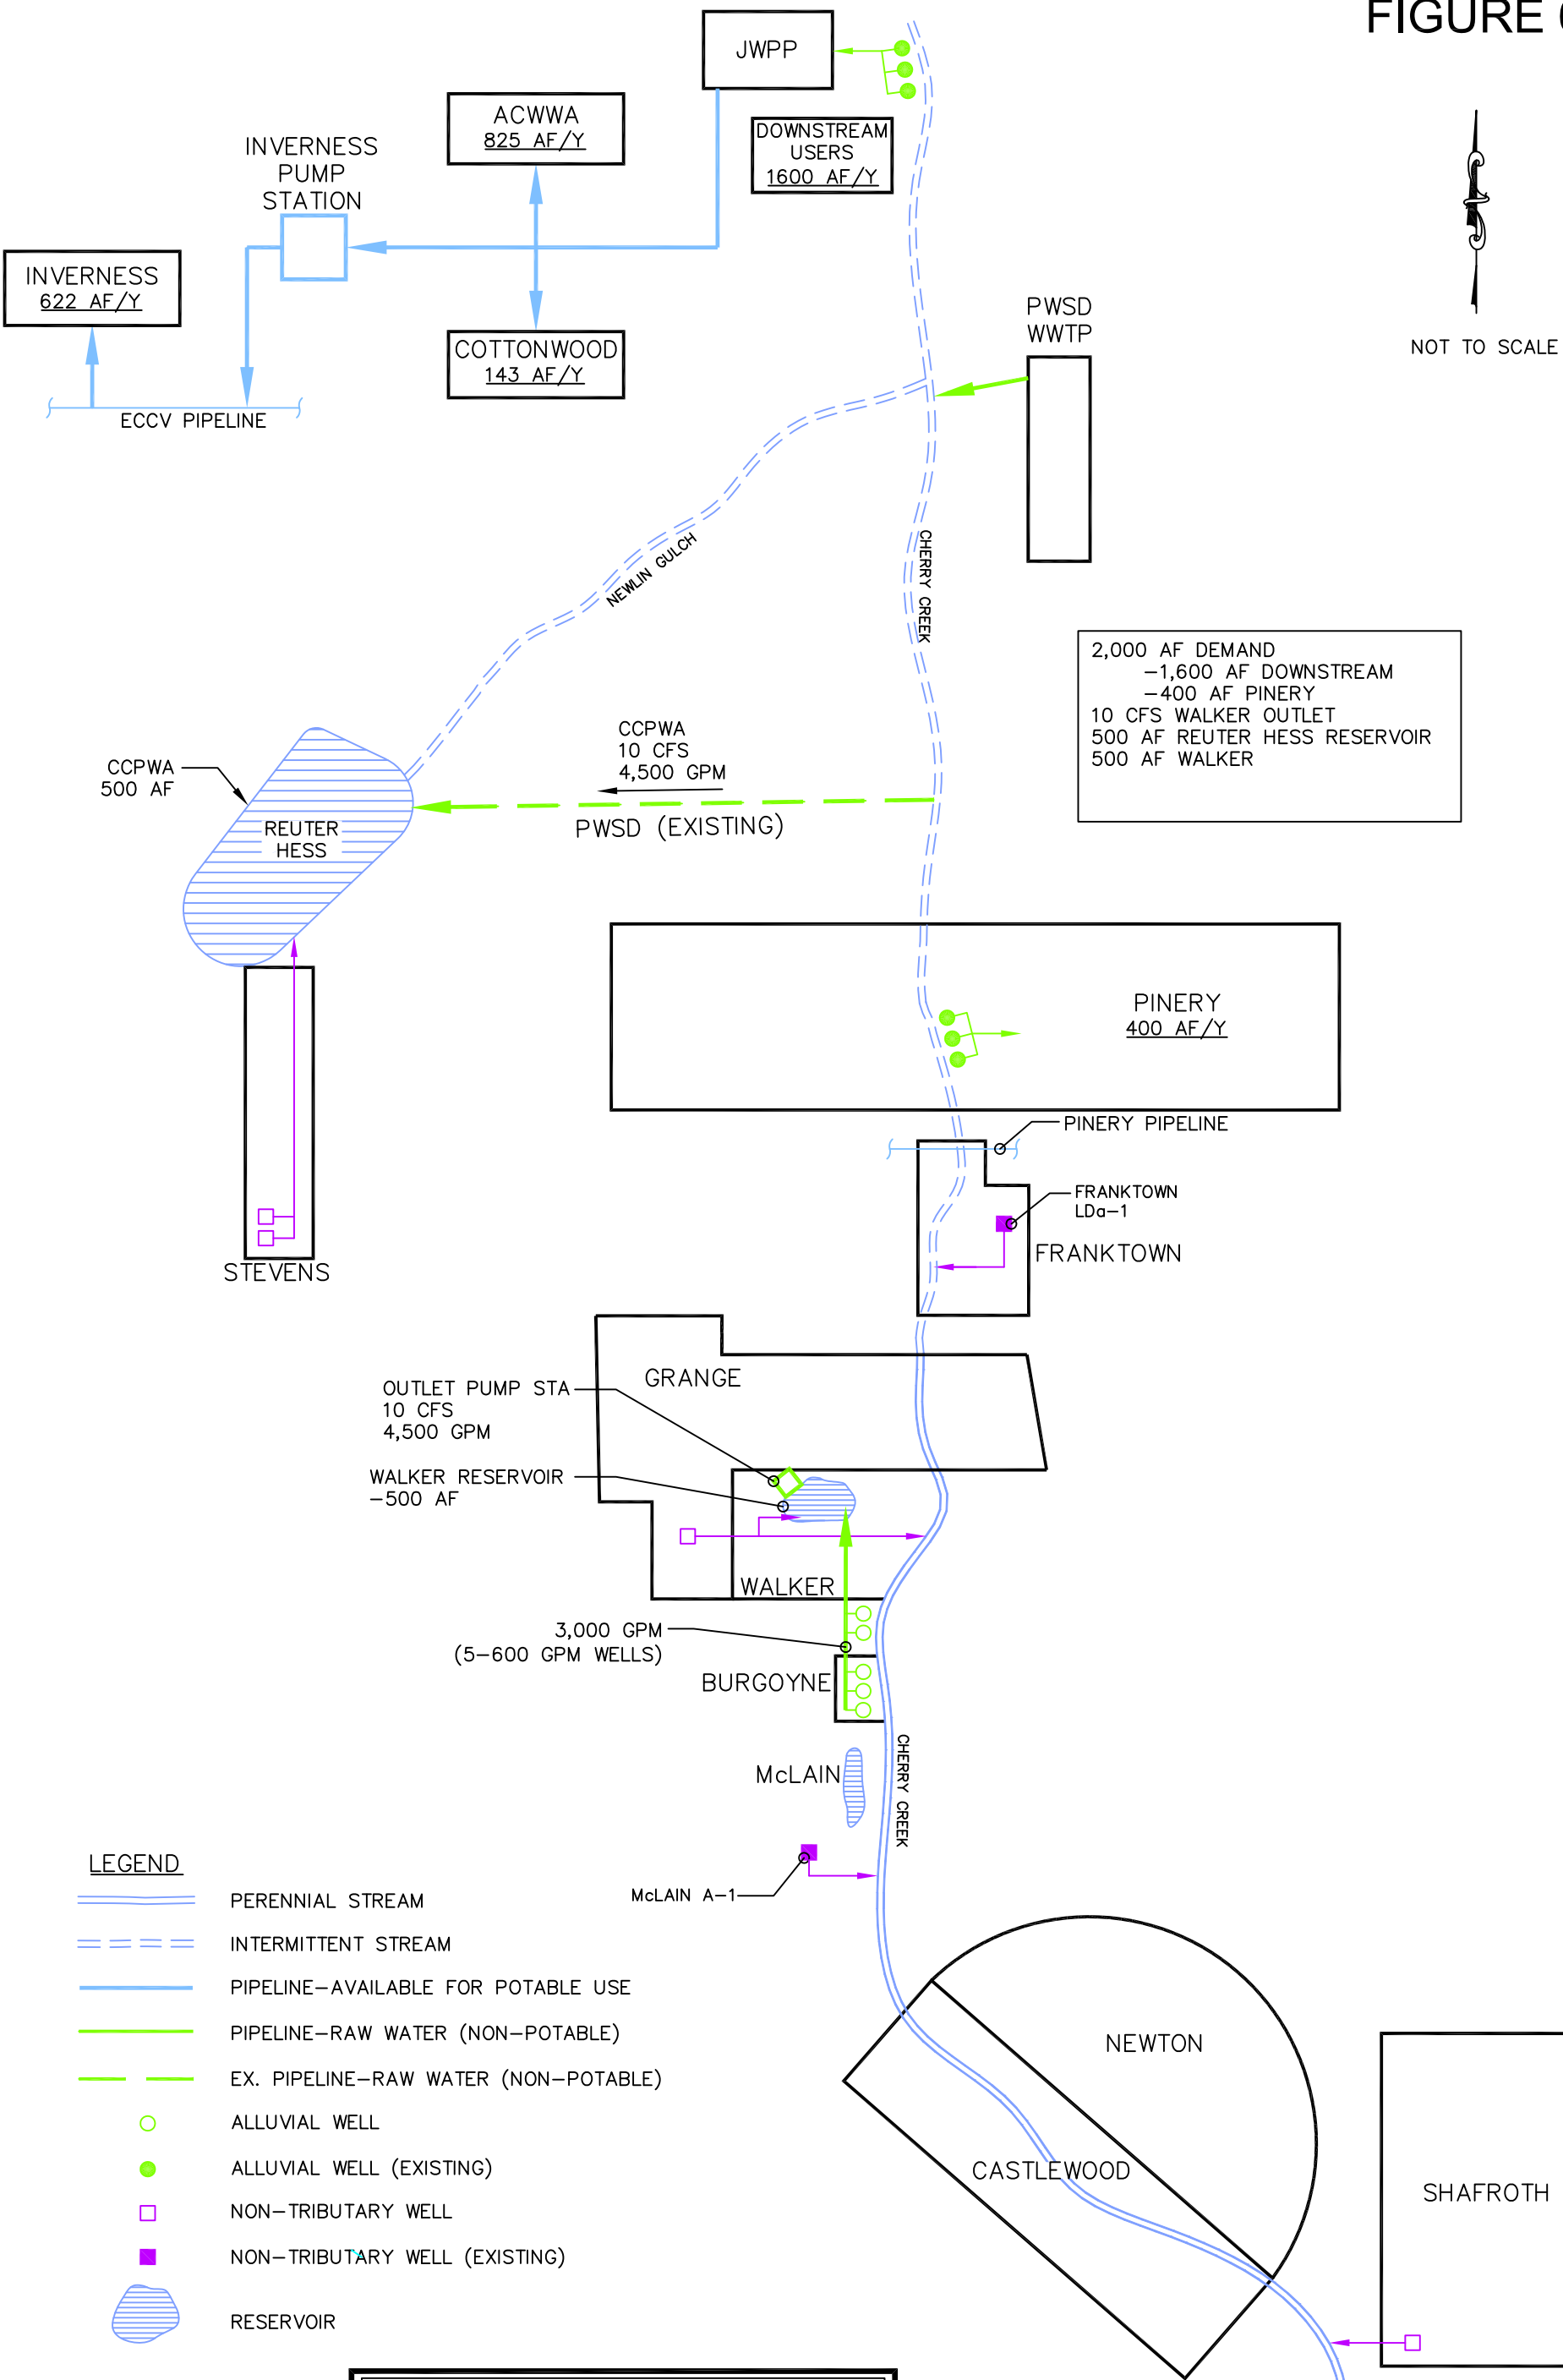 FIGURE
JWPP
ACWWA
825 AF/Y
DOWNSTREAM
USERS
1600 AF/Y
INVERNESS
PUMP
STATION
INVERNESS
622 AF/Y
COTTONWOOD
143 AF/Y
ECCV PIPELINE
PWSD
WWTP
NOT TO SCALE
NEWLIN GULCH
CHERRY CREEK
2,000 AF DEMAND
-1,600 AF DOWNSTREAM
-400 AF PINERY
10 CFS WALKER OUTLET
500 AF REUTER HESS RESERVOIR
500 AF WALKER
CCPWA
10 CFS
4,500 GPM
CCPWA
500 AF
REUTER
HESS
PWSD (EXISTING)
PINERY
400 AF/Y
PINERY PIPELINE
FRANKTOWN
LDa-1
FRANKTOWN
STEVENS
GRANGE
OUTLET PUMP STA
10 CFS
4,500 GPM
WALKER RESERVOIR
-500 AF
WALKER
3,000 GPM
(5-600 GPM WELLS)
BURGOYNE
CHERRY CREEK
McLAIN
McLAIN A-1
NEWTON
CASTLEWOOD
SHAFROTH
LEGEND
PERENNIAL STREAM
INTERMITTENT STREAM
PIPELINE-AVAILABLE FOR POTABLE USE
PIPELINE-RAW WATER (NON-POTABLE)
EX. PIPELINE-RAW WATER (NON-POTABLE)
ALLUVIAL WELL
ALLUVIAL WELL (EXISTING)
NON-TRIBUTARY WELL
NON-TRIBUTARY WELL (EXISTING)
RESERVOIR